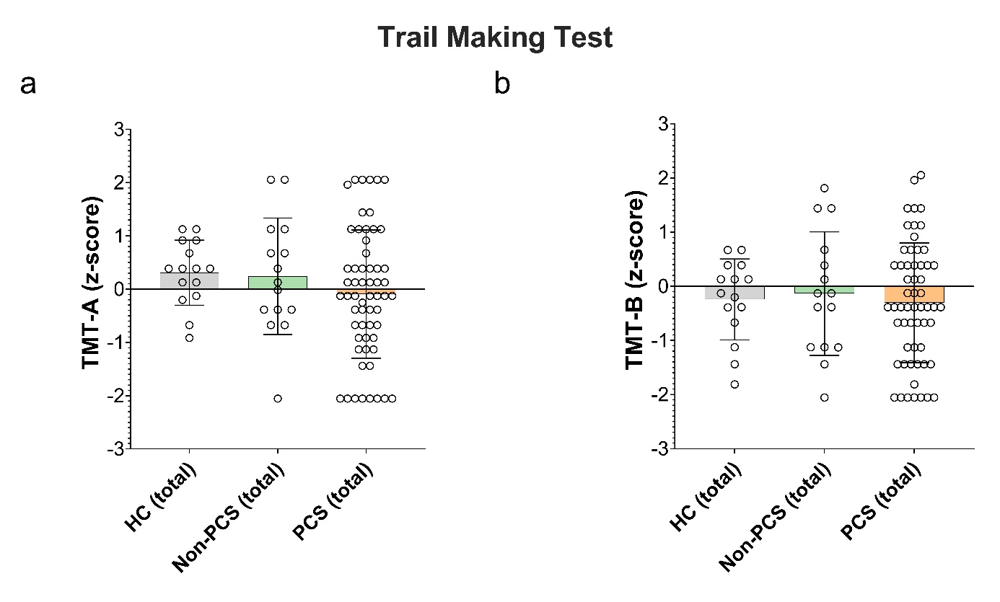 Trail Making Test
a
b
TMT-A (z-score)
3
2
1
0
-1
-2
-3
HC (total)
Non-PCS (total)
PCS (total)
TMT-B (z-score)
3
2
1
0
-1
-2
-3
HC (total)
Non-PCS (total)
PCS (total)